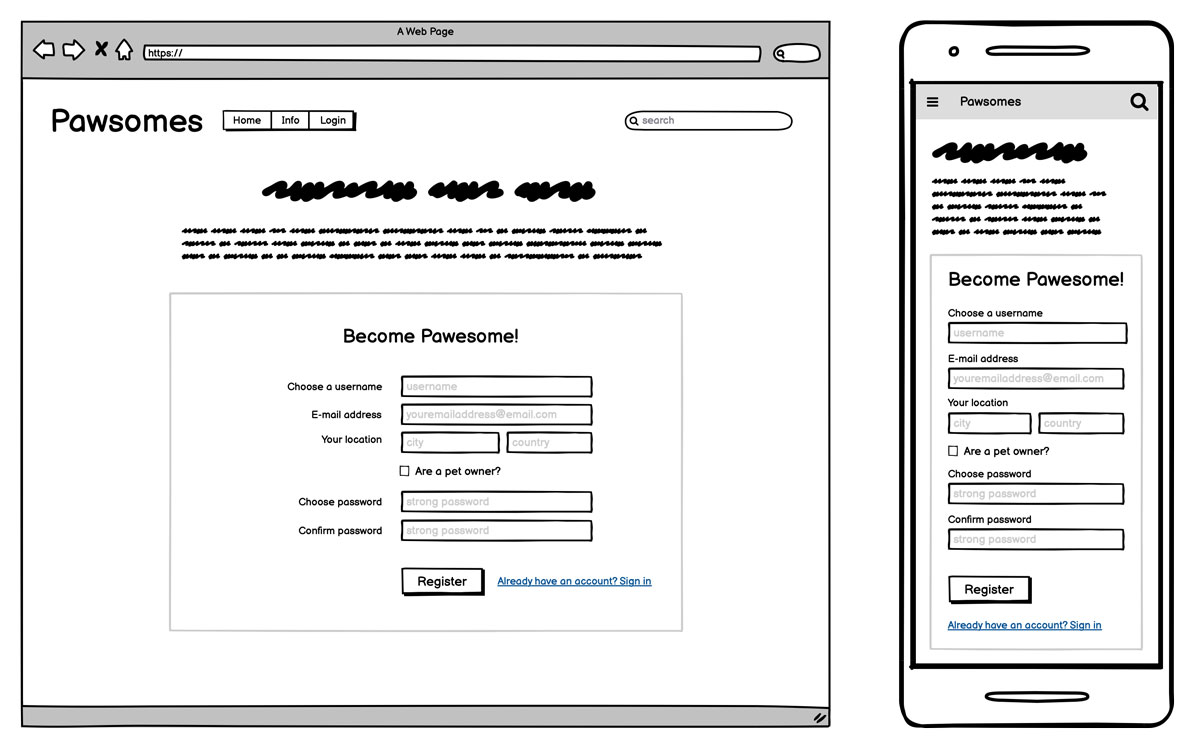 A Web Page
https://
Pawsomes
Home Info Login
search
Become Pawesome!
Choose a username username
E-mail address youremailaddress@email.com
Your location city country
Are a pet owner?
Choose password strong password
Confirm password strong password
Register Already have an account? Sign in
Pawsomes
Become Pawesome!
Choose a username
username
E-mail address
youremailaddress@email.com
Your location
city country
Are a pet owner?
Choose password
strong password
Confirm password
strong password
Register
Already have an account? Sign in